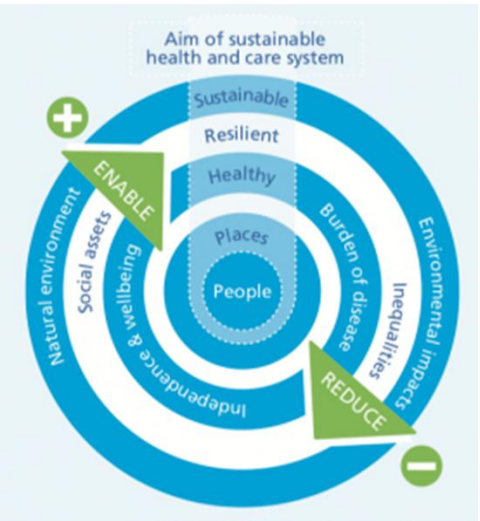 Aim of sustainable
health and care system
Sustainable
Resilient
Healthy
Places
People
+
ENABLE
Natural environment
Social assets
Independence & wellbeing
Burden of disease
Inequalities
Environmental impacts
REDUCE
−